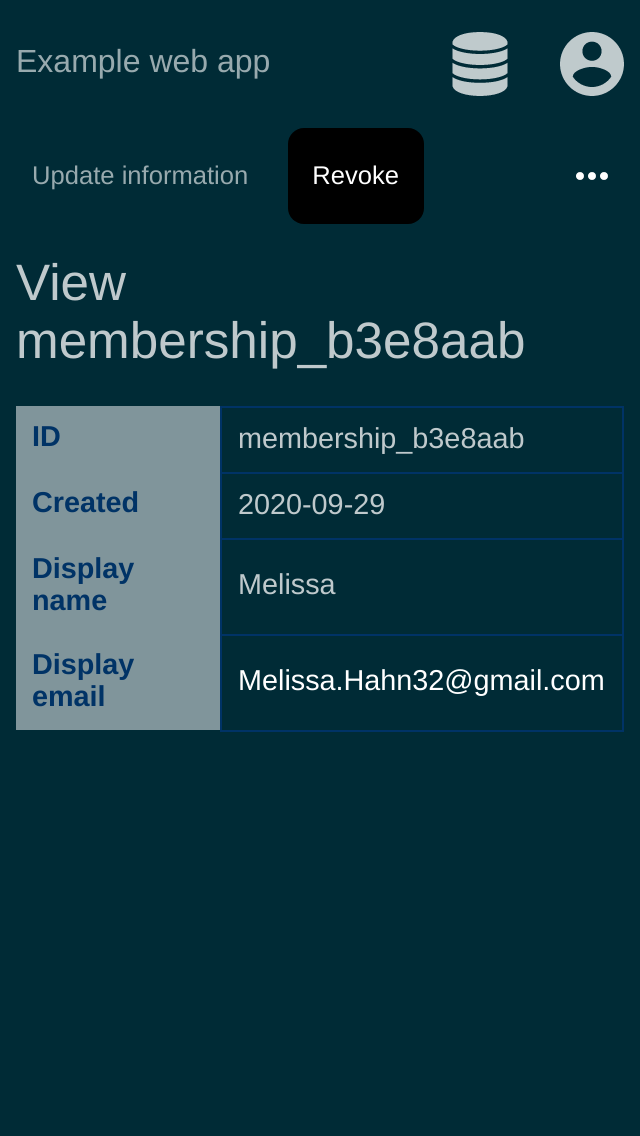 Example web app
Update information
Revoke
View
membership_b3e8aab
ID
membership_b3e8aab
Created
2020-09-29
Display
name
Melissa
Display
email
Melissa.Hahn32@gmail.com